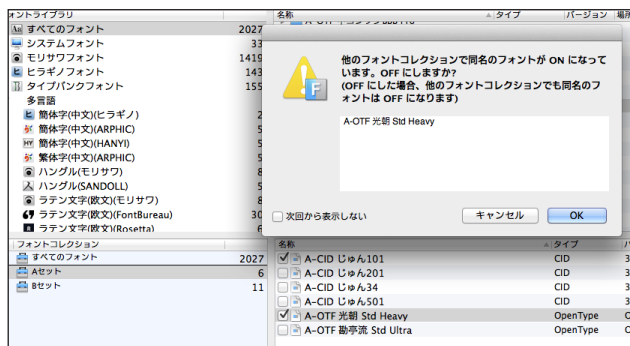 ォントライブラリ
すべてのフォント 2027
システムフォント 33
モリサワフォント 1419
ヒラギノフォント 143
タイプバンクフォント 155
多言語
簡体字(中文)(ヒラギノ) 2
簡体字(中文)(ARPHIC) 5
簡体字(中文)(HANYI) 5
繁体字(中文)(ARPHIC) 5
ハングル(モリサワ) 8
ハングル(SANDOLL) 5
ラテン文字(欧文)(モリサワ) 8
ラテン文字(欧文)(FontBureau) 30
ラテン文字(欧文)(Rosetta) 6
フォントコレクション
すべてのフォント 2027
Aセット 6
Bセット 11
名称 タイプ バージョン 場所
他のフォントコレクションで同名のフォントが ON になって
います。OFF にしますか?
(OFF にした場合、他のフォントコレクションでも同名のフ
ォントは OFF になります)
A-OTF 光朝 Std Heavy
次回から表示しない キャンセル OK
名称 タイプ
A-CID じゅん101 CID 3
A-CID じゅん201 CID 3
A-CID じゅん34 CID 3
A-CID じゅん501 CID 3
A-OTF 光朝 Std Heavy OpenType
A-OTF 勘亭流 Std Ultra OpenType